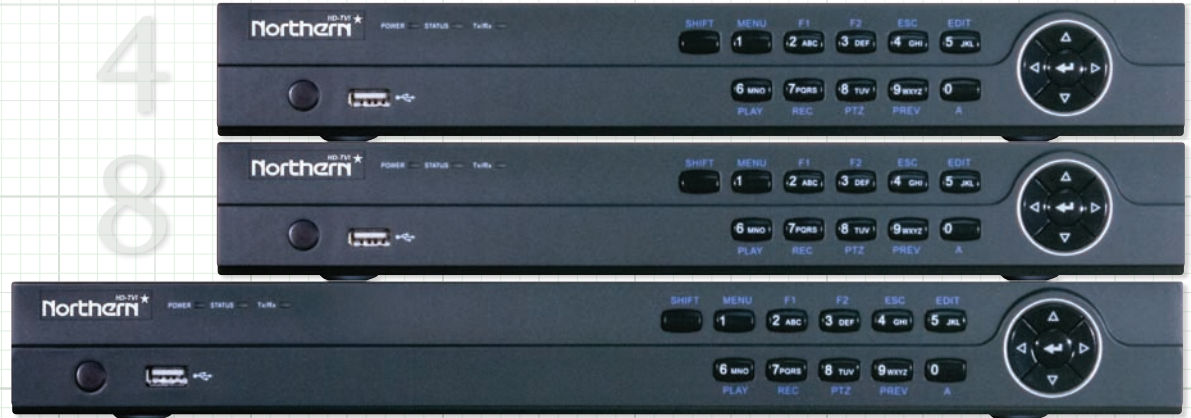 4
HD-TVI
Northern
POWER STATUS Tx/Rx
SHIFT MENU F1 F2 ESC EDIT
1 2 ABC 3 DEF 4 GHI 5 JKL
6 MNO 7PQRS 8 TUV 9WXYZ 0
PLAY REC PTZ PREV A
8
HD-TVI
Northern
POWER STATUS Tx/Rx
SHIFT MENU F1 F2 ESC EDIT
1 2 ABC 3 DEF 4 GHI 5 JKL
6 MNO 7PQRS 8 TUV 9WXYZ 0
PLAY REC PTZ PREV A
HD-TVI
Northern
POWER STATUS Tx/Rx
SHIFT MENU F1 F2 ESC EDIT
1 2 ABC 3 DEF 4 GHI 5 JKL
6 MNO 7PQRS 8 TUV 9WXYZ 0
PLAY REC PTZ PREV A